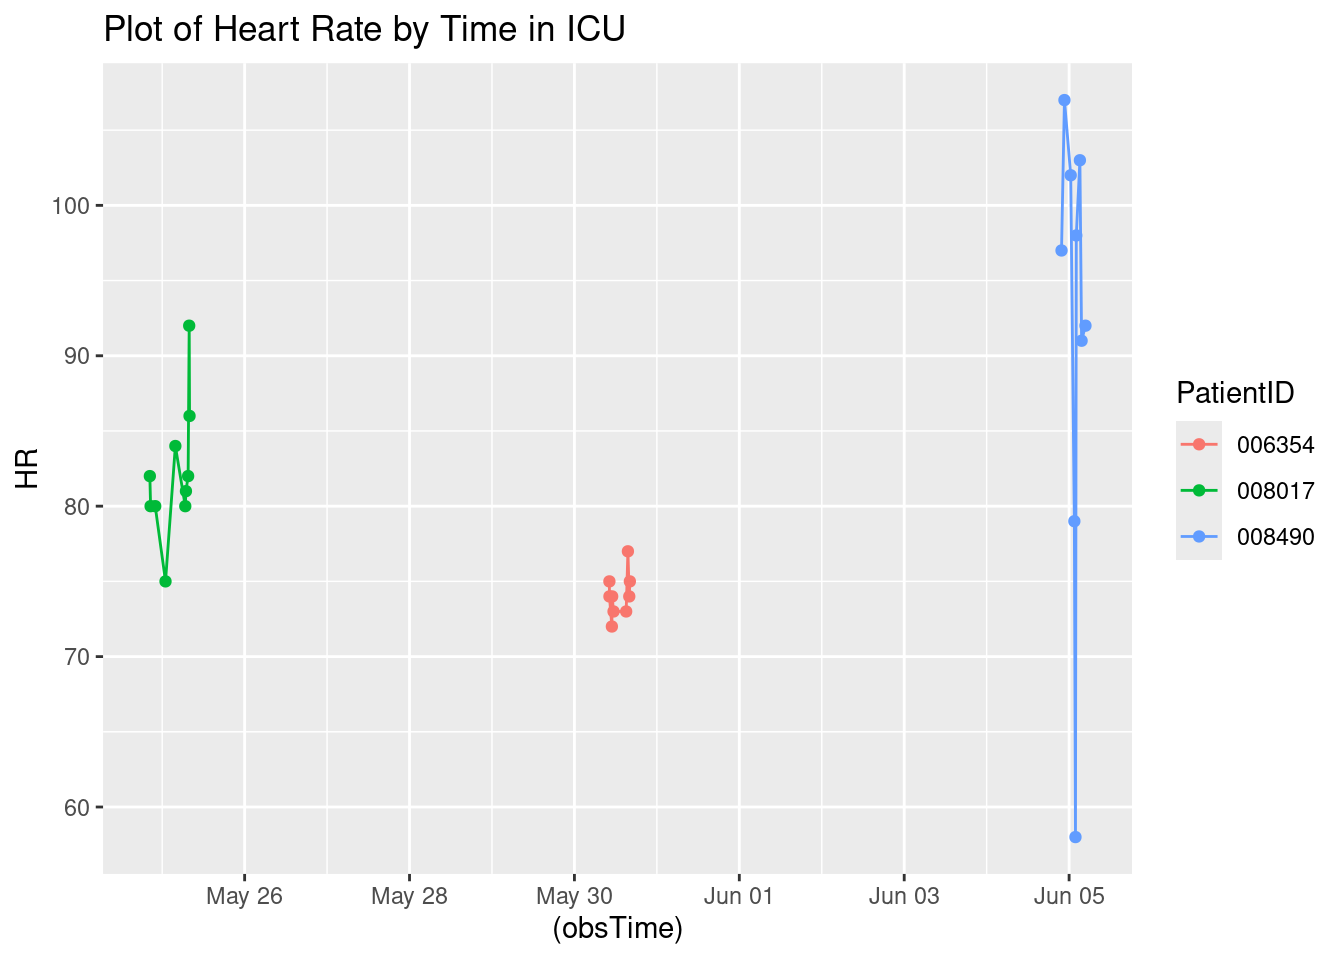 Plot of Heart Rate by Time in ICU
HR
100
90
80
70
60
May 26 May 28 May 30 Jun 01 Jun 03 Jun 05
(obsTime)
PatientID
006354
008017
008490